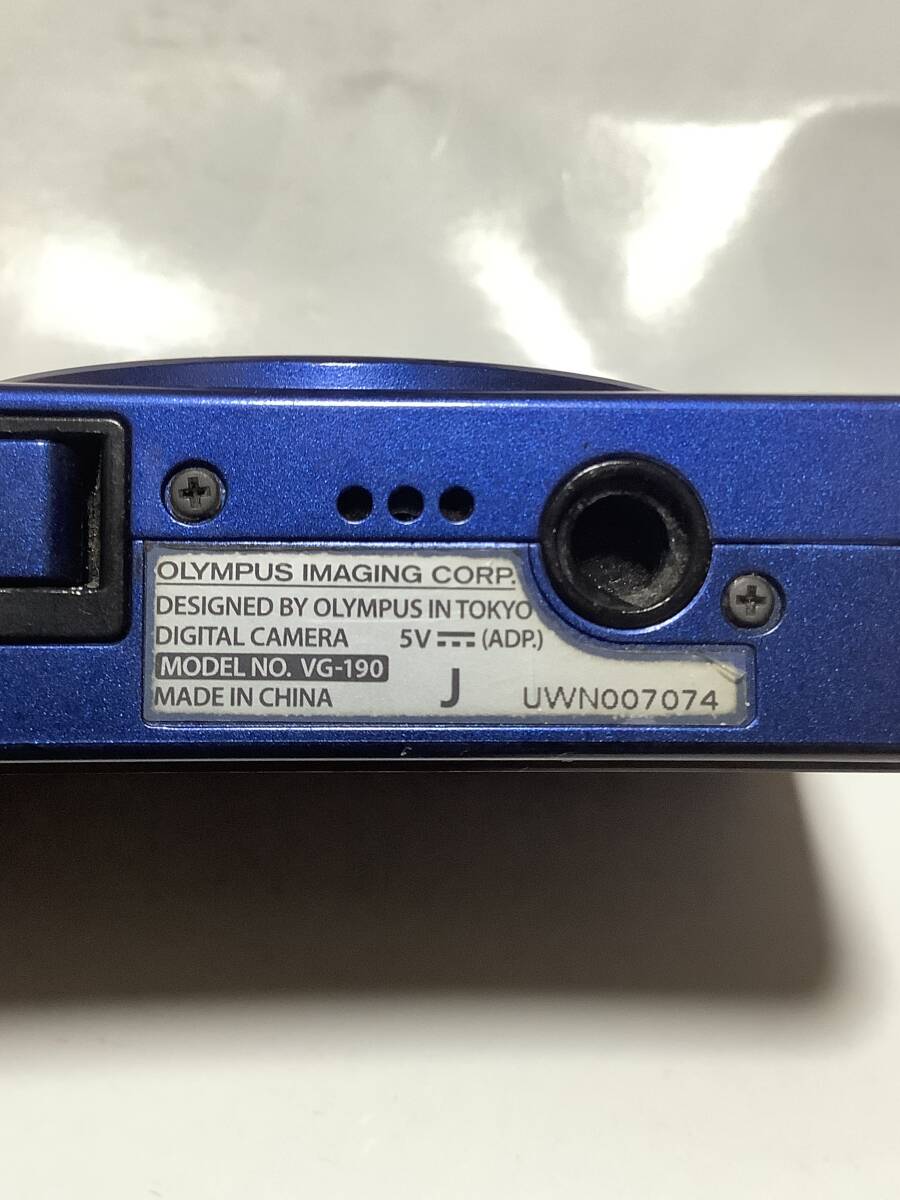 OLYMPUS IMAGING CORP.
DESIGNED BY OLYMPUS IN TOKYO
DIGITAL CAMERA 5V ⎓ (ADP.)
MODEL NO. VG-190
MADE IN CHINA J UWN007074